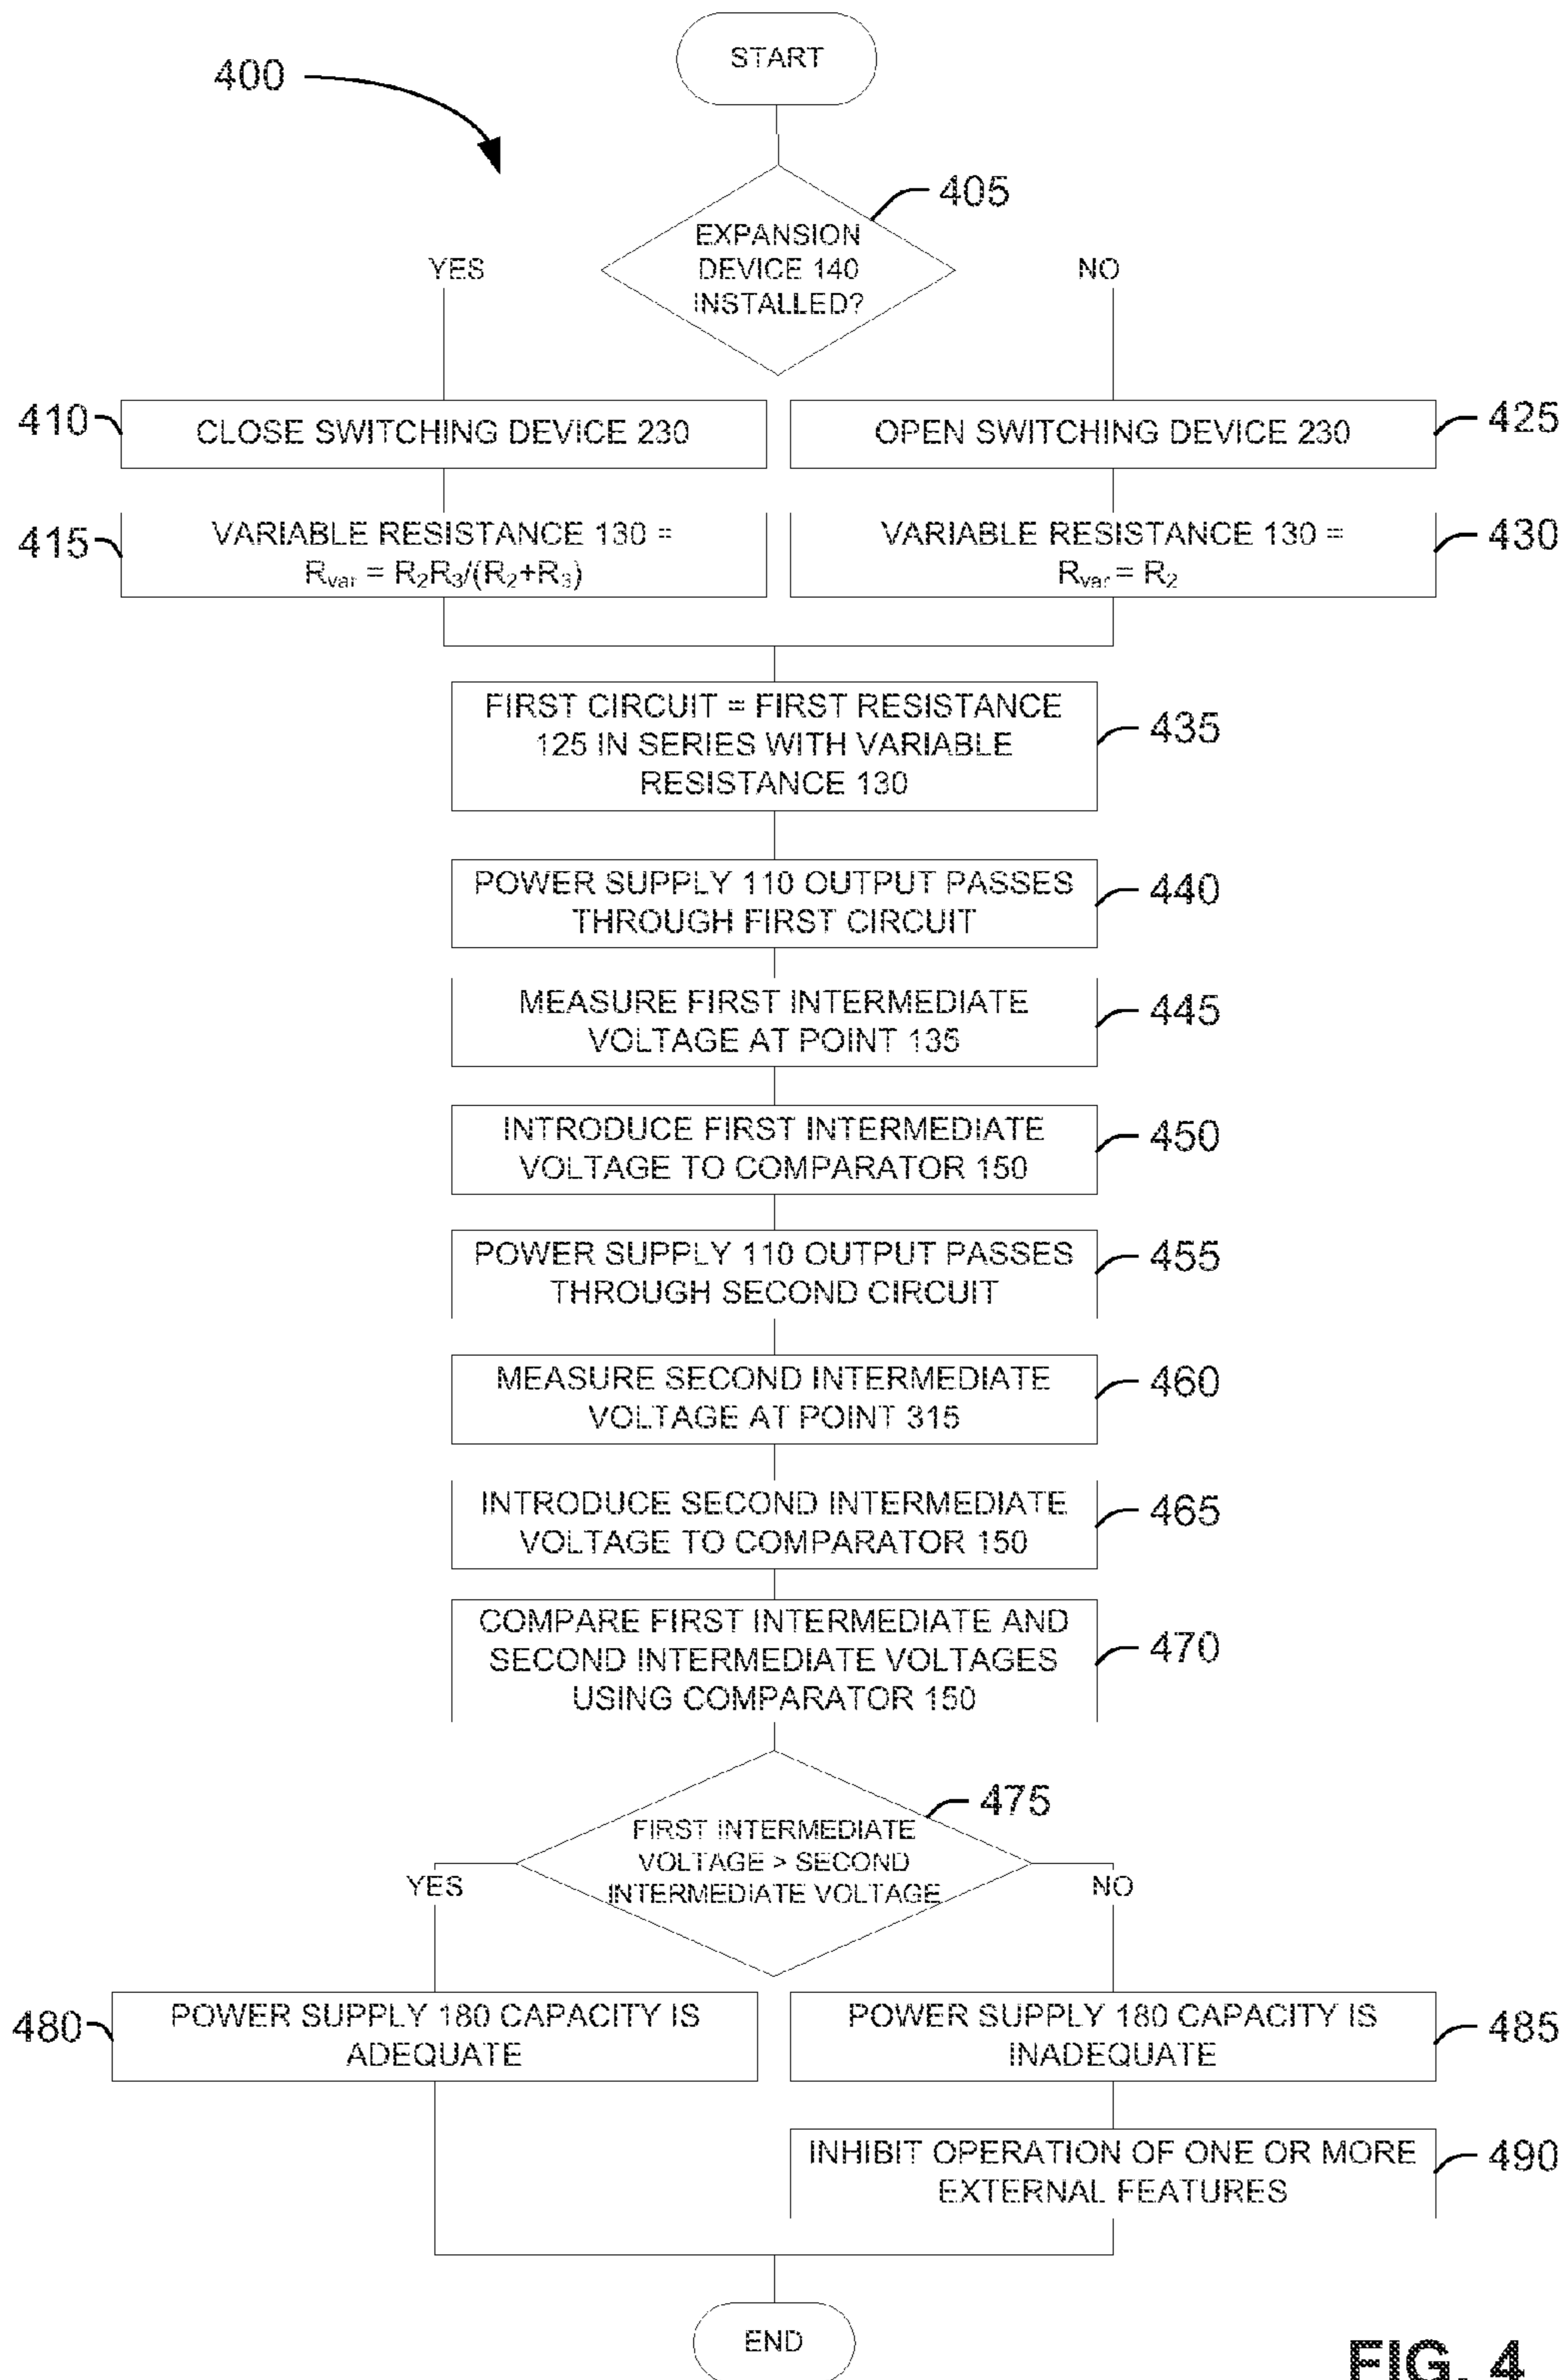 START
400
405
EXPANSION
DEVICE 140
INSTALLED?
YES
NO
410
CLOSE SWITCHING DEVICE 230
OPEN SWITCHING DEVICE 230
425
415
VARIABLE RESISTANCE 130 =
Rvar = R2R3/(R2+R3)
VARIABLE RESISTANCE 130 =
Rvar = R2
430
FIRST CIRCUIT = FIRST RESISTANCE
125 IN SERIES WITH VARIABLE
RESISTANCE 130
435
POWER SUPPLY 110 OUTPUT PASSES
THROUGH FIRST CIRCUIT
440
MEASURE FIRST INTERMEDIATE
VOLTAGE AT POINT 135
445
INTRODUCE FIRST INTERMEDIATE
VOLTAGE TO COMPARATOR 150
450
POWER SUPPLY 110 OUTPUT PASSES
THROUGH SECOND CIRCUIT
455
MEASURE SECOND INTERMEDIATE
VOLTAGE AT POINT 315
460
INTRODUCE SECOND INTERMEDIATE
VOLTAGE TO COMPARATOR 150
465
COMPARE FIRST INTERMEDIATE AND
SECOND INTERMEDIATE VOLTAGES
USING COMPARATOR 150
470
475
FIRST INTERMEDIATE
VOLTAGE > SECOND
INTERMEDIATE VOLTAGE
YES
NO
480
POWER SUPPLY 180 CAPACITY IS
ADEQUATE
POWER SUPPLY 180 CAPACITY IS
INADEQUATE
485
INHIBIT OPERATION OF ONE OR MORE
EXTERNAL FEATURES
490
END
FIG. 4